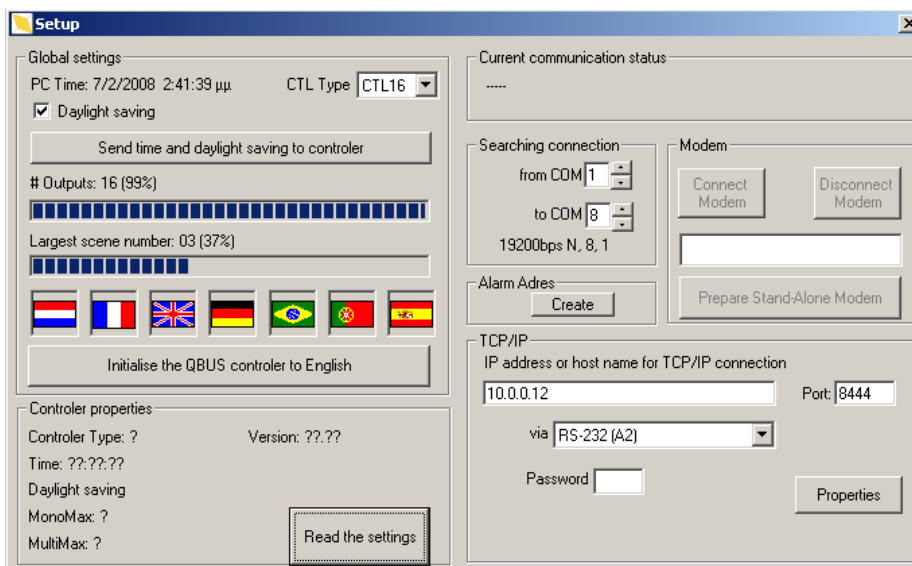 Setup
Global settings
PC Time: 7/2/2008 2:41:39 μμ
CTL Type CTL16
Daylight saving
Send time and daylight saving to controler
# Outputs: 16 (99%)
Largest scene number: 03 (37%)
Initialise the QBUS controler to English
Controler properties
Controler Type: ?
Version: ??.??
Time: ??:??:??
Daylight saving
MonoMax: ?
MultiMax: ?
Read the settings
Current communication status
-----
Searching connection
from COM 1
to COM 8
19200bps N, 8, 1
Modem
Connect
Modem
Disconnect
Modem
Prepare Stand-Alone Modem
Alarm Adres
Create
TCP/IP
IP address or host name for TCP/IP connection
10.0.0.12
Port: 8444
via RS-232 (A2)
Password
Properties